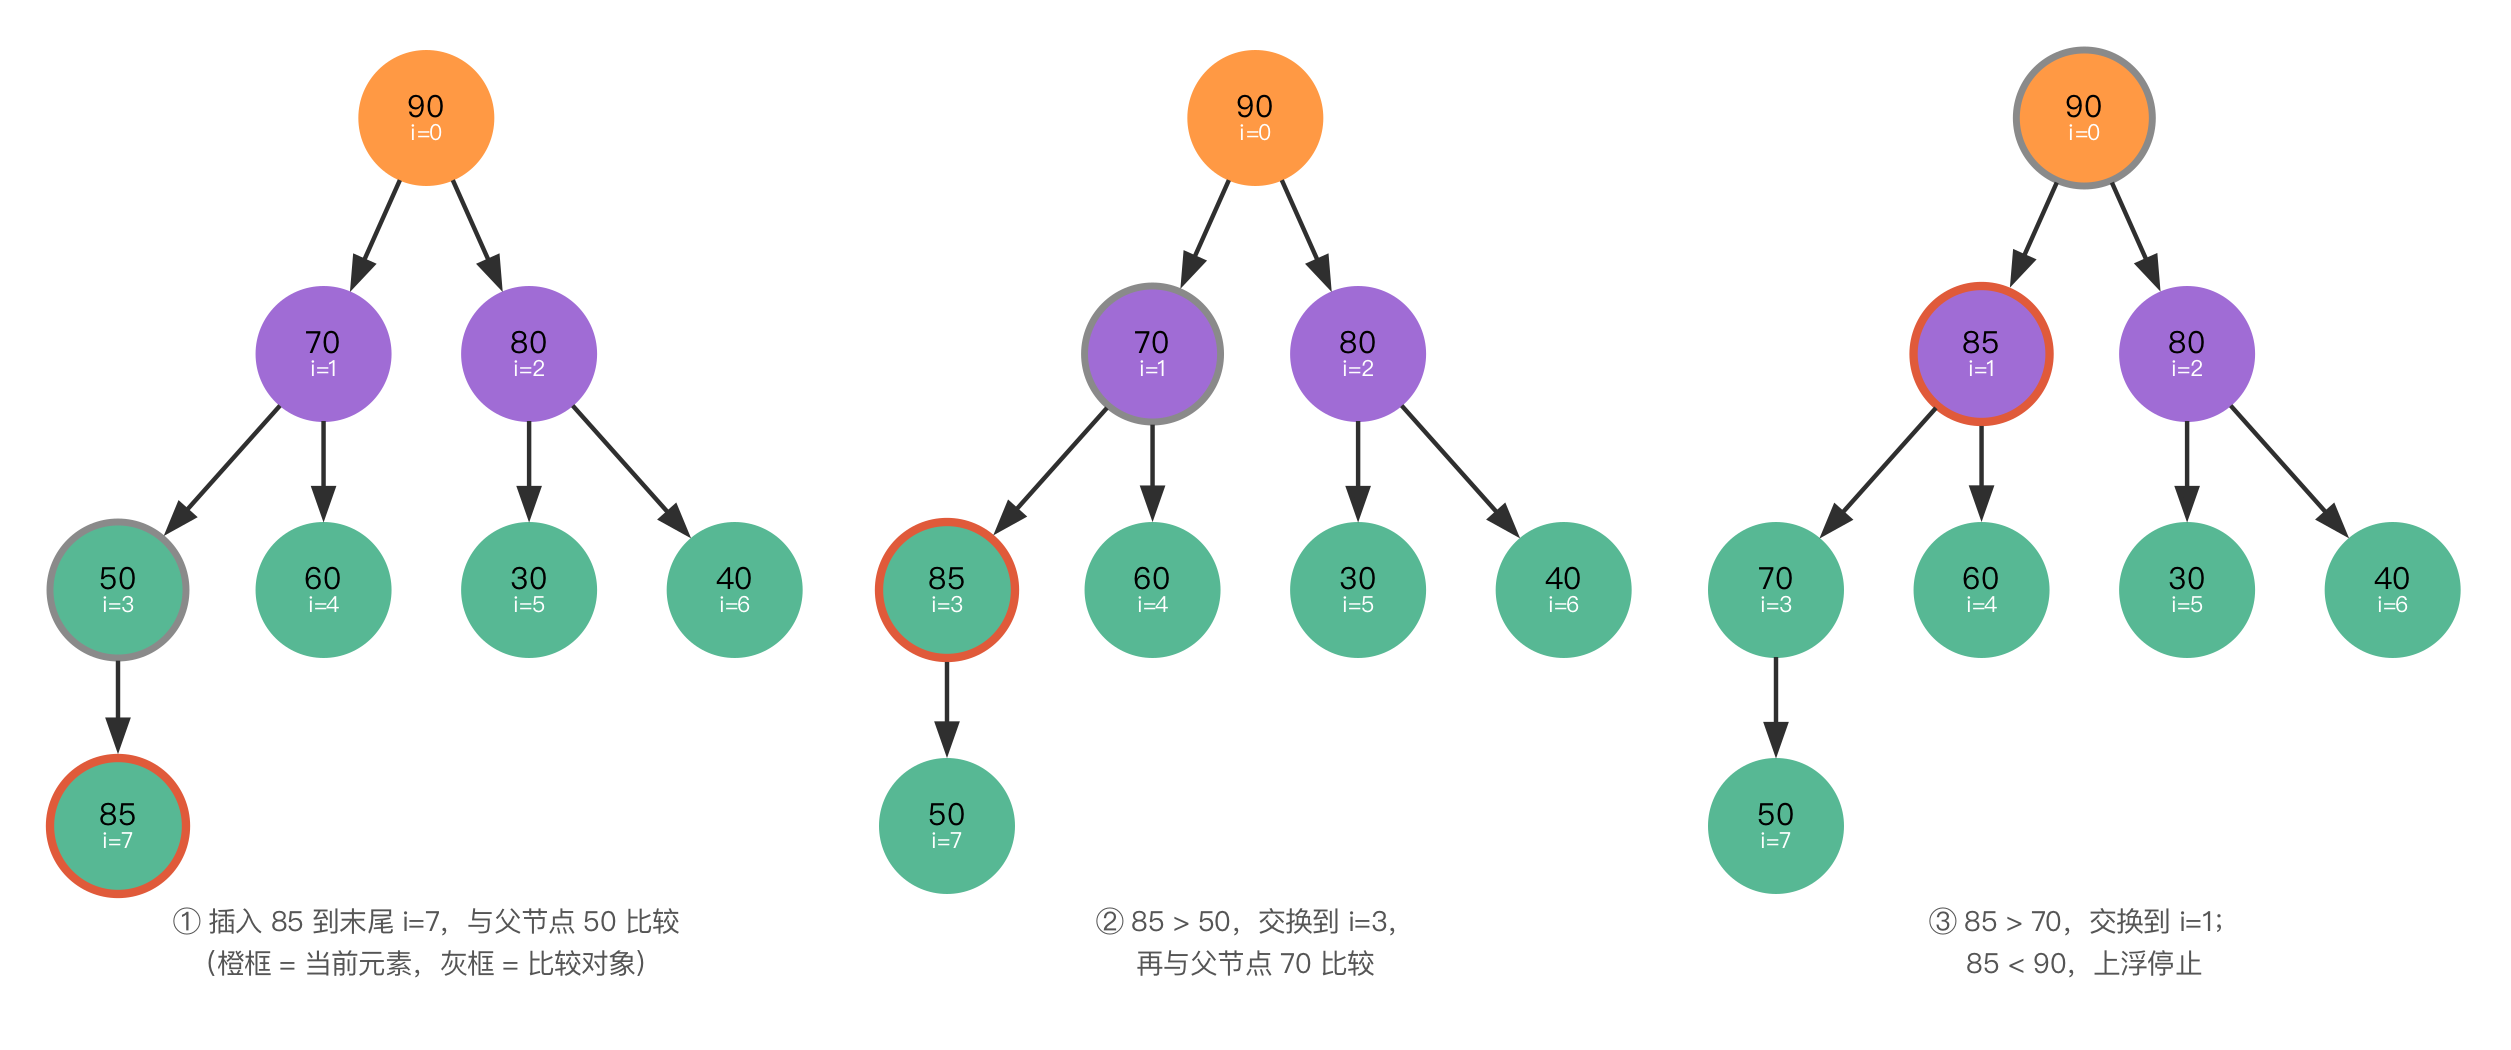 90
i=0
70
i=1
80
i=2
50
i=3
60
i=4
30
i=5
40
i=6
85
i=7
① 插入 85 到末尾 i=7, 与父节点 50 比较
(橙框 = 当前元素, 灰框 = 比较对象)
90
i=0
70
i=1
80
i=2
85
i=3
60
i=4
30
i=5
40
i=6
50
i=7
② 85 > 50, 交换到 i=3,
再与父节点 70 比较
90
i=0
85
i=1
80
i=2
70
i=3
60
i=4
30
i=5
40
i=6
50
i=7
③ 85 > 70, 交换到 i=1;
85 < 90, 上浮停止